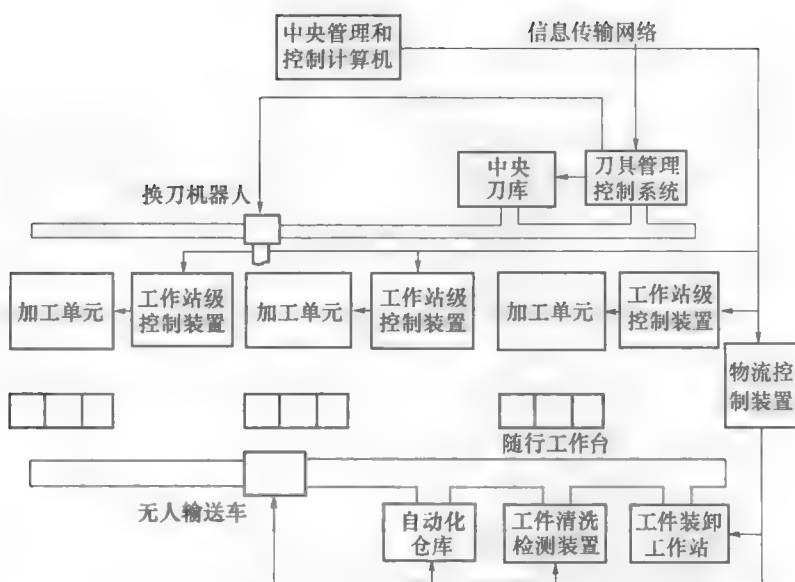 中央管理和
控制计算机
信息传输网络
中央
刀库
刀具管理
控制系统
换刀机器人
加工单元
工作站级
控制装置
加工单元
工作站级
控制装置
加工单元
工作站级
控制装置
物流控
制装置
随行工作台
无人输送车
自动化
仓库
工件清洗
检测装置
工件装卸
工作站